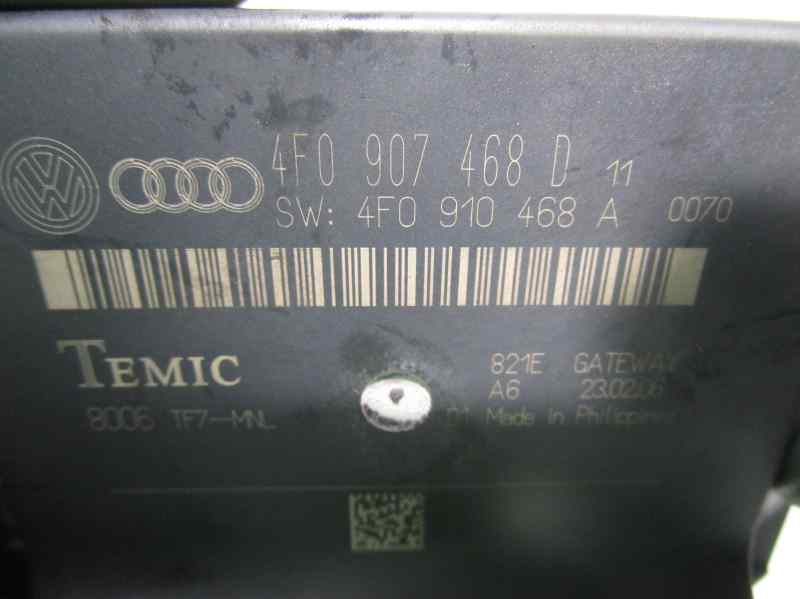 4F0 907 468 D 11
SW: 4F0 910 468 A 0070
TEMIC
821E GATEWAY
A6 23.02.06
8006 TF7-MNL 01 Made in Philippines